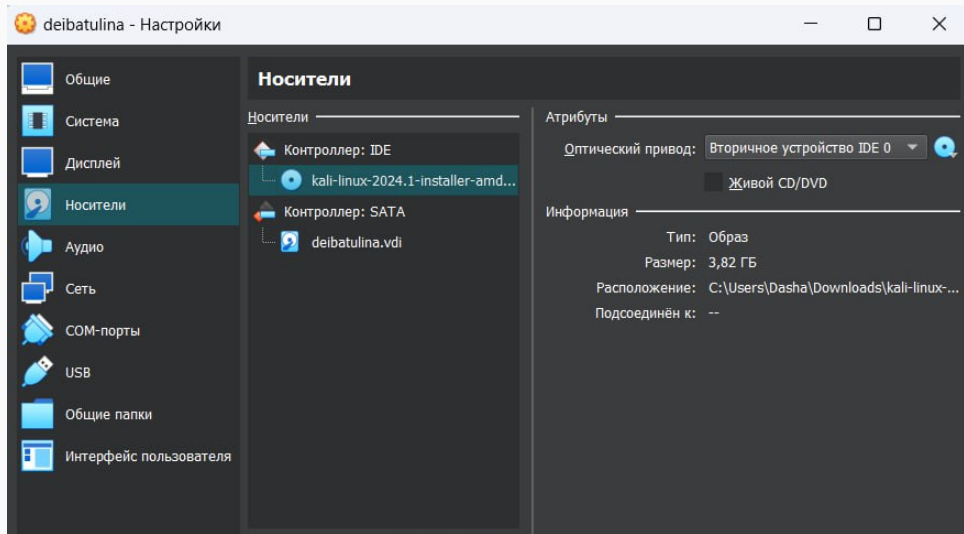 deibatulina - Настройки
Общие
Система
Дисплей
Носители
Аудио
Сеть
COM-порты
USB
Общие папки
Интерфейс пользователя
Носители
Носители
Контроллер: IDE
kali-linux-2024.1-installer-amd...
Контроллер: SATA
deibatulina.vdi
Атрибуты
Оптический привод: Вторичное устройство IDE 0
Живой CD/DVD
Информация
Тип: Образ
Размер: 3,82 ГБ
Расположение: C:\Users\Dasha\Downloads\kali-linux-...
Подсоединён к: --